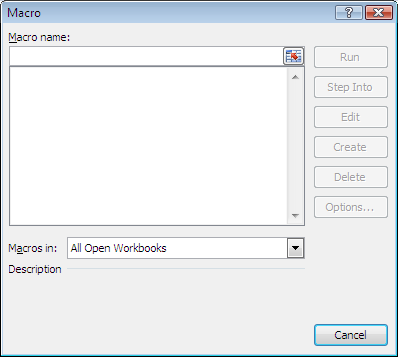 Macro
Macro name:
Run
Step Into
Edit
Create
Delete
Options...
Macros in: All Open Workbooks
Description
Cancel